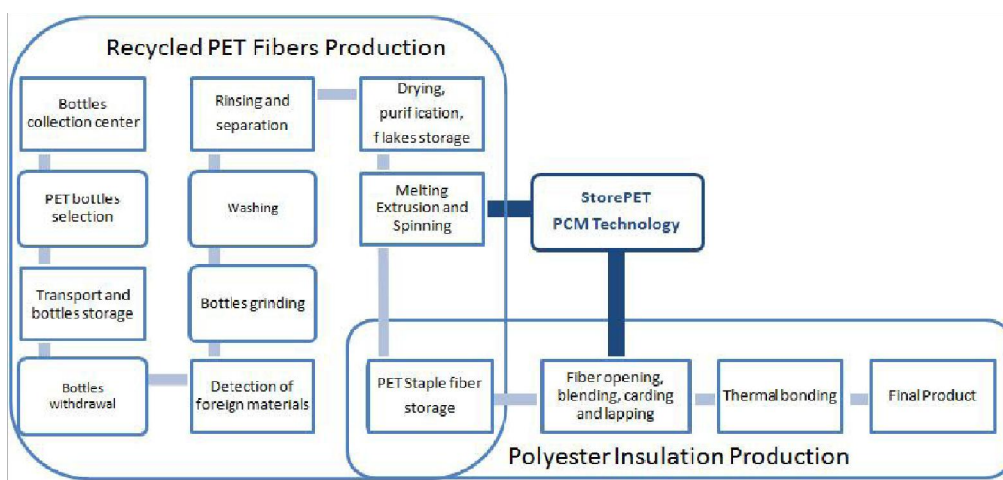 Recycled PET Fibers Production
Bottles
collection center
PET bottles
selection
Transport and
bottles storage
Bottles
withdrawal
Detection of
foreign materials
Bottles grinding
Washing
Rinsing and
separation
Drying,
purification,
flakes storage
Melting
Extrusion and
Spinning
StorePET
PCM Technology
PET Staple fiber
storage
Fiber opening,
blending, carding
and lapping
Thermal bonding
Final Product
Polyester Insulation Production